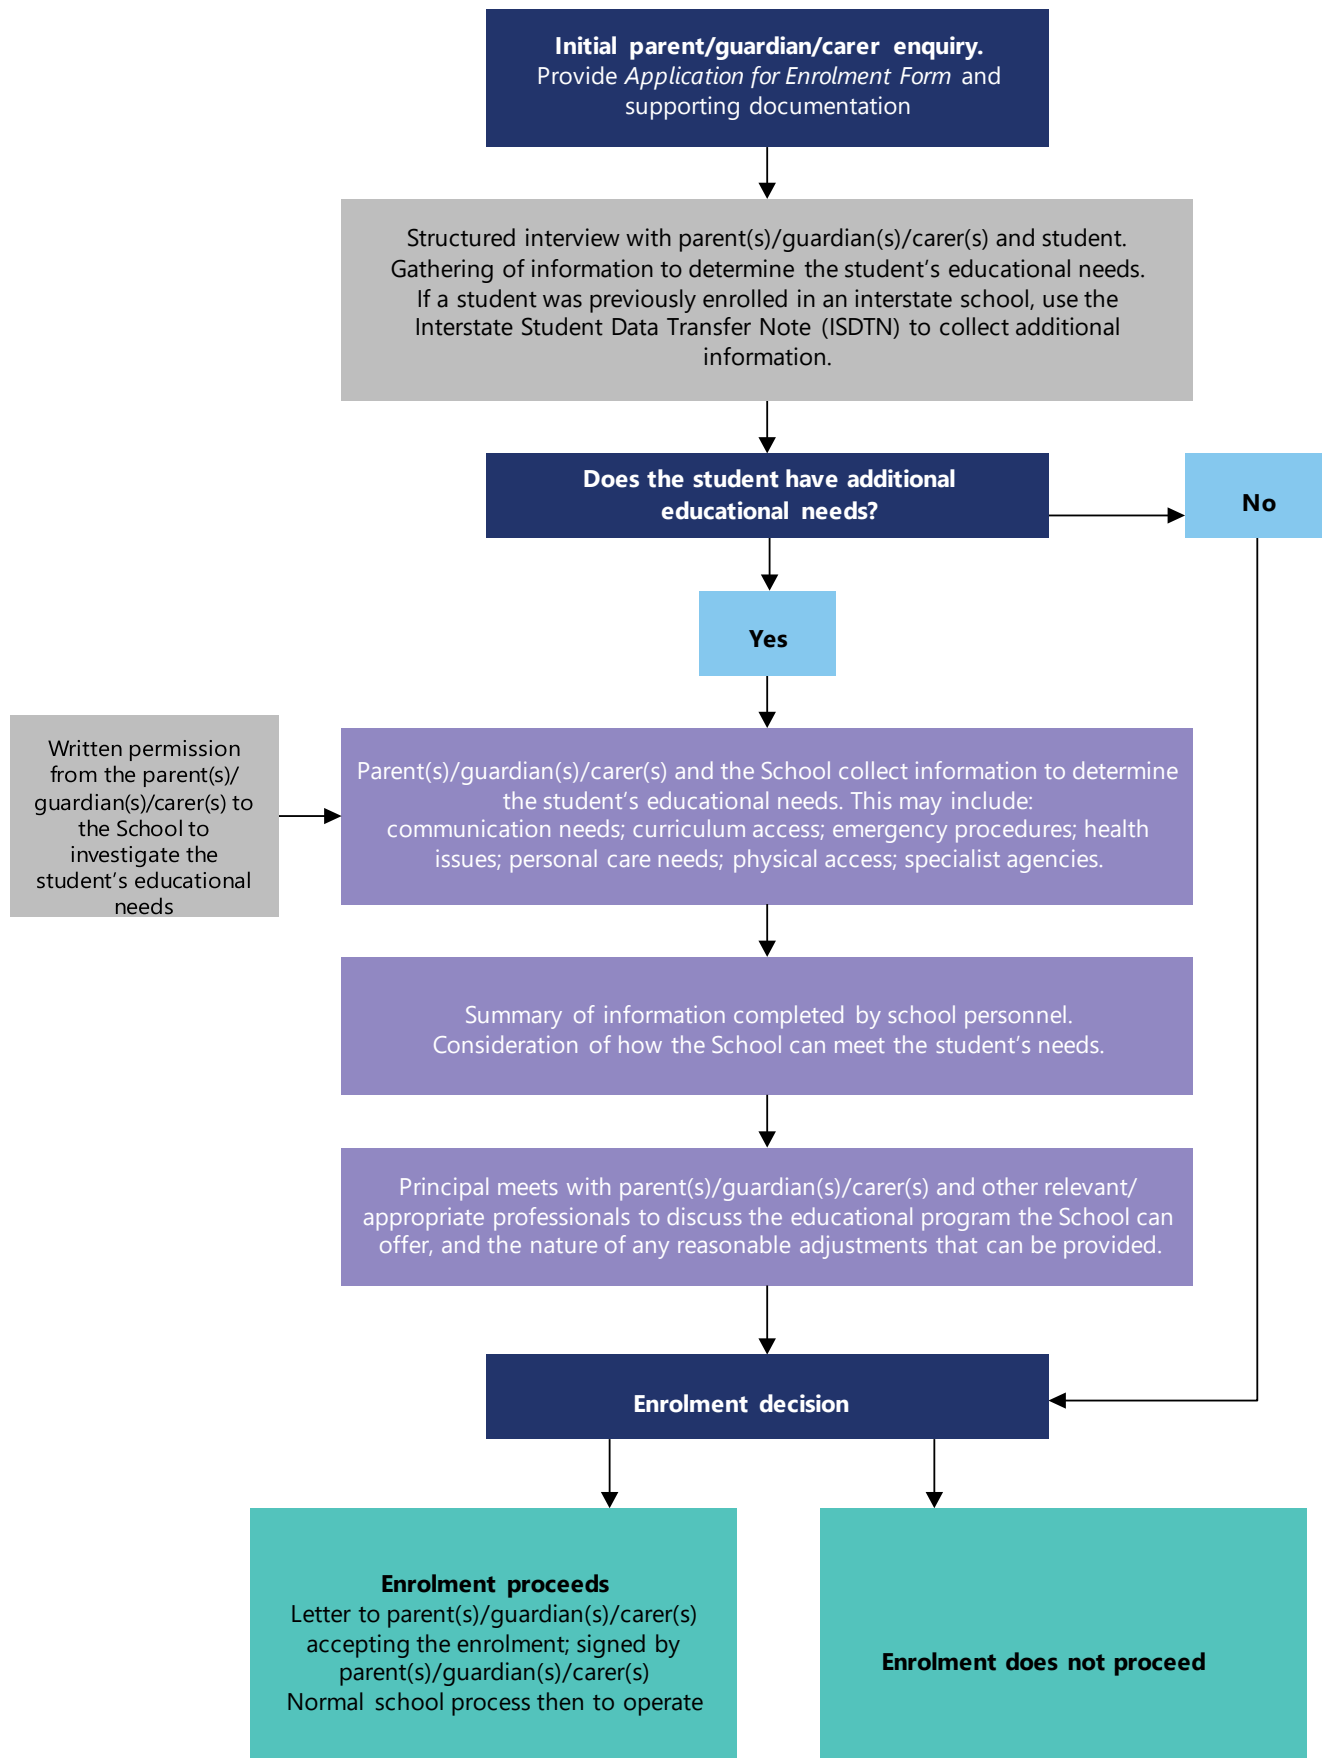 Initial parent/guardian/carer enquiry.
Provide Application for Enrolment Form and
supporting documentation
Structured interview with parent(s)/guardian(s)/carer(s) and student.
Gathering of information to determine the student’s educational needs.
If a student was previously enrolled in an interstate school, use the
Interstate Student Data Transfer Note (ISDTN) to collect additional
information.
Does the student have additional
educational needs?
No
Yes
Written permission
from the parent(s)/
guardian(s)/carer(s) to
the School to
investigate the
student’s educational
needs
Parent(s)/guardian(s)/carer(s) and the School collect information to determine
the student’s educational needs. This may include:
communication needs; curriculum access; emergency procedures; health
issues; personal care needs; physical access; specialist agencies.
Summary of information completed by school personnel.
Consideration of how the School can meet the student’s needs.
Principal meets with parent(s)/guardian(s)/carer(s) and other relevant/
appropriate professionals to discuss the educational program the School can
offer, and the nature of any reasonable adjustments that can be provided.
Enrolment decision
Enrolment proceeds
Letter to parent(s)/guardian(s)/carer(s)
accepting the enrolment; signed by
parent(s)/guardian(s)/carer(s)
Normal school process then to operate
Enrolment does not proceed